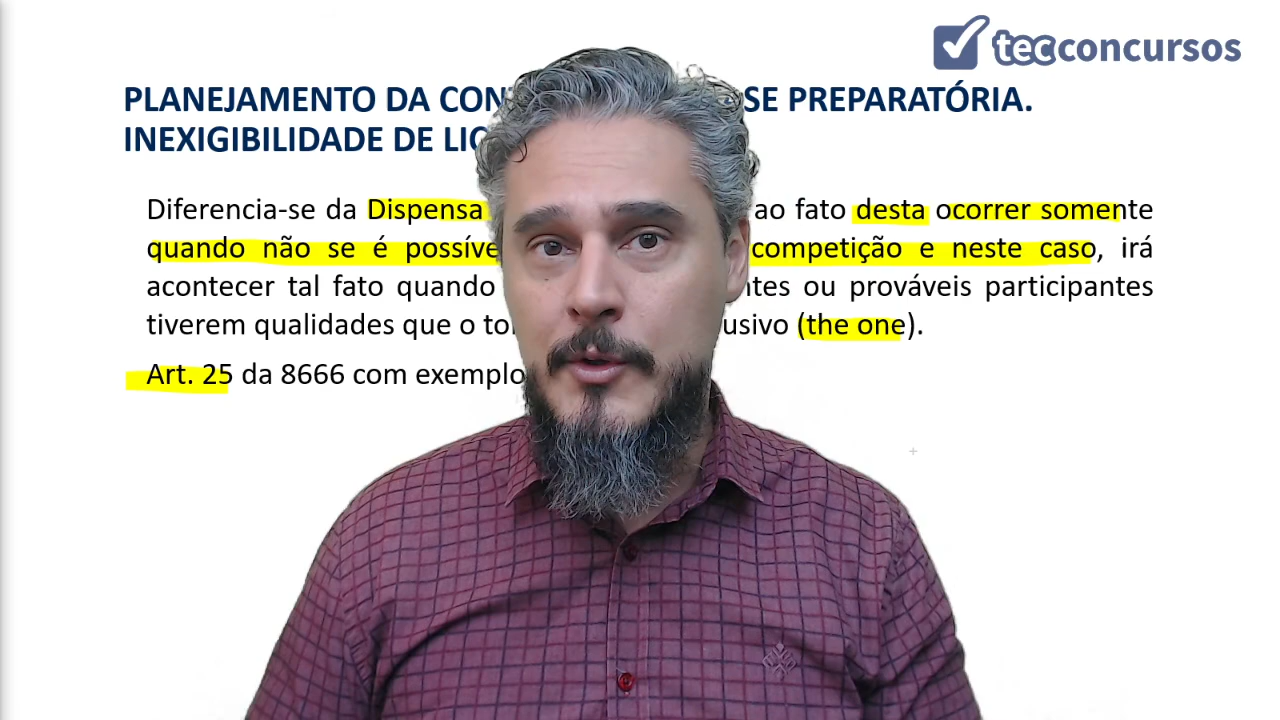 tecconcursos
PLANEJAMENTO DA CON SE PREPARATÓRIA.
INEXIGIBILIDADE DE LIC
Diferencia-se da Dispensa ao fato desta ocorrer somente
quando não se é possíve competição e neste caso, irá
acontecer tal fato quando ntes ou prováveis participantes
tiverem qualidades que o to usivo (the one).
Art. 25 da 8666 com exemplo